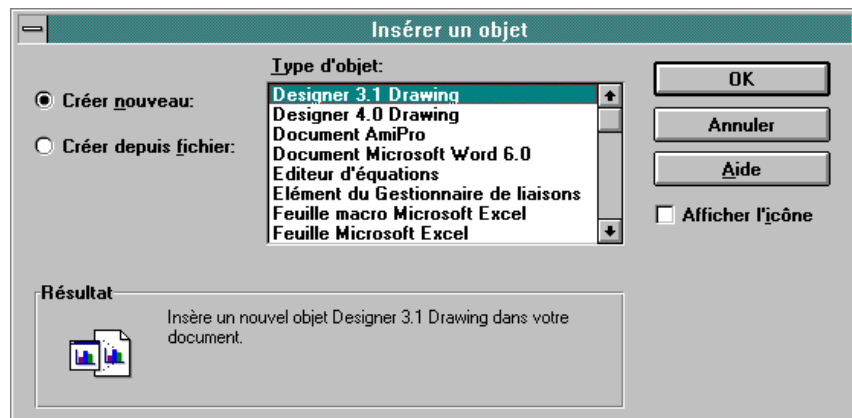 Insérer un objet
Type d'objet:
Créer nouveau:
Créer depuis fichier:
Designer 3.1 Drawing
Designer 4.0 Drawing
Document AmiPro
Document Microsoft Word 6.0
Editeur d'équations
Elément du Gestionnaire de liaisons
Feuille macro Microsoft Excel
Feuille Microsoft Excel
OK
Annuler
Aide
Afficher l'icône
Résultat
Insère un nouvel objet Designer 3.1 Drawing dans votre
document.